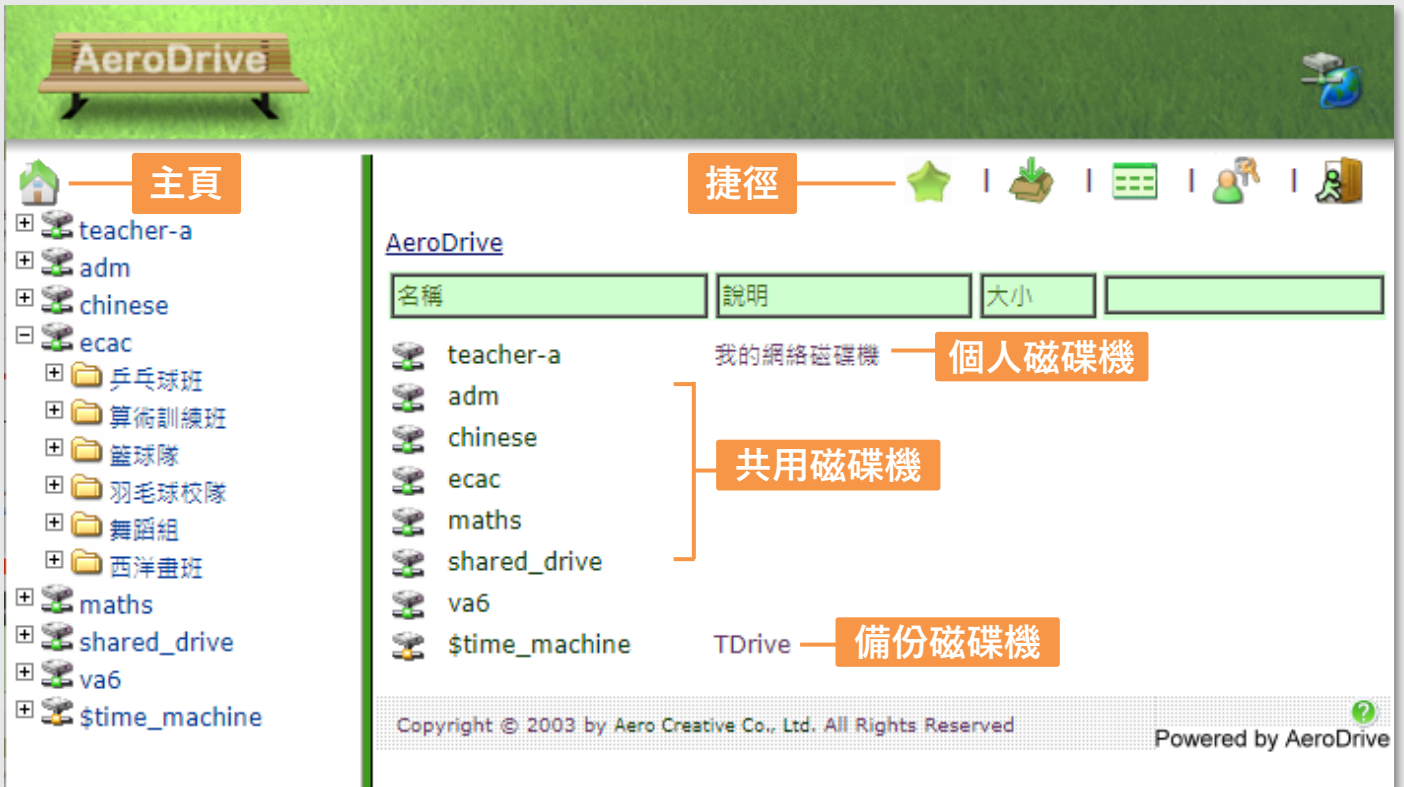 AeroDrive
主頁
teacher-a
adm
chinese
ecac
乒乓球班
算術訓練班
籃球隊
羽毛球校隊
舞蹈組
西洋畫班
maths
shared_drive
va6
$time_machine
捷徑
AeroDrive
名稱 說明 大小
teacher-a 我的網絡磁碟機 個人磁碟機
adm
chinese
ecac 共用磁碟機
maths
shared_drive
va6
$time_machine TDrive 備份磁碟機
Copyright © 2003 by Aero Creative Co., Ltd. All Rights Reserved
Powered by AeroDrive